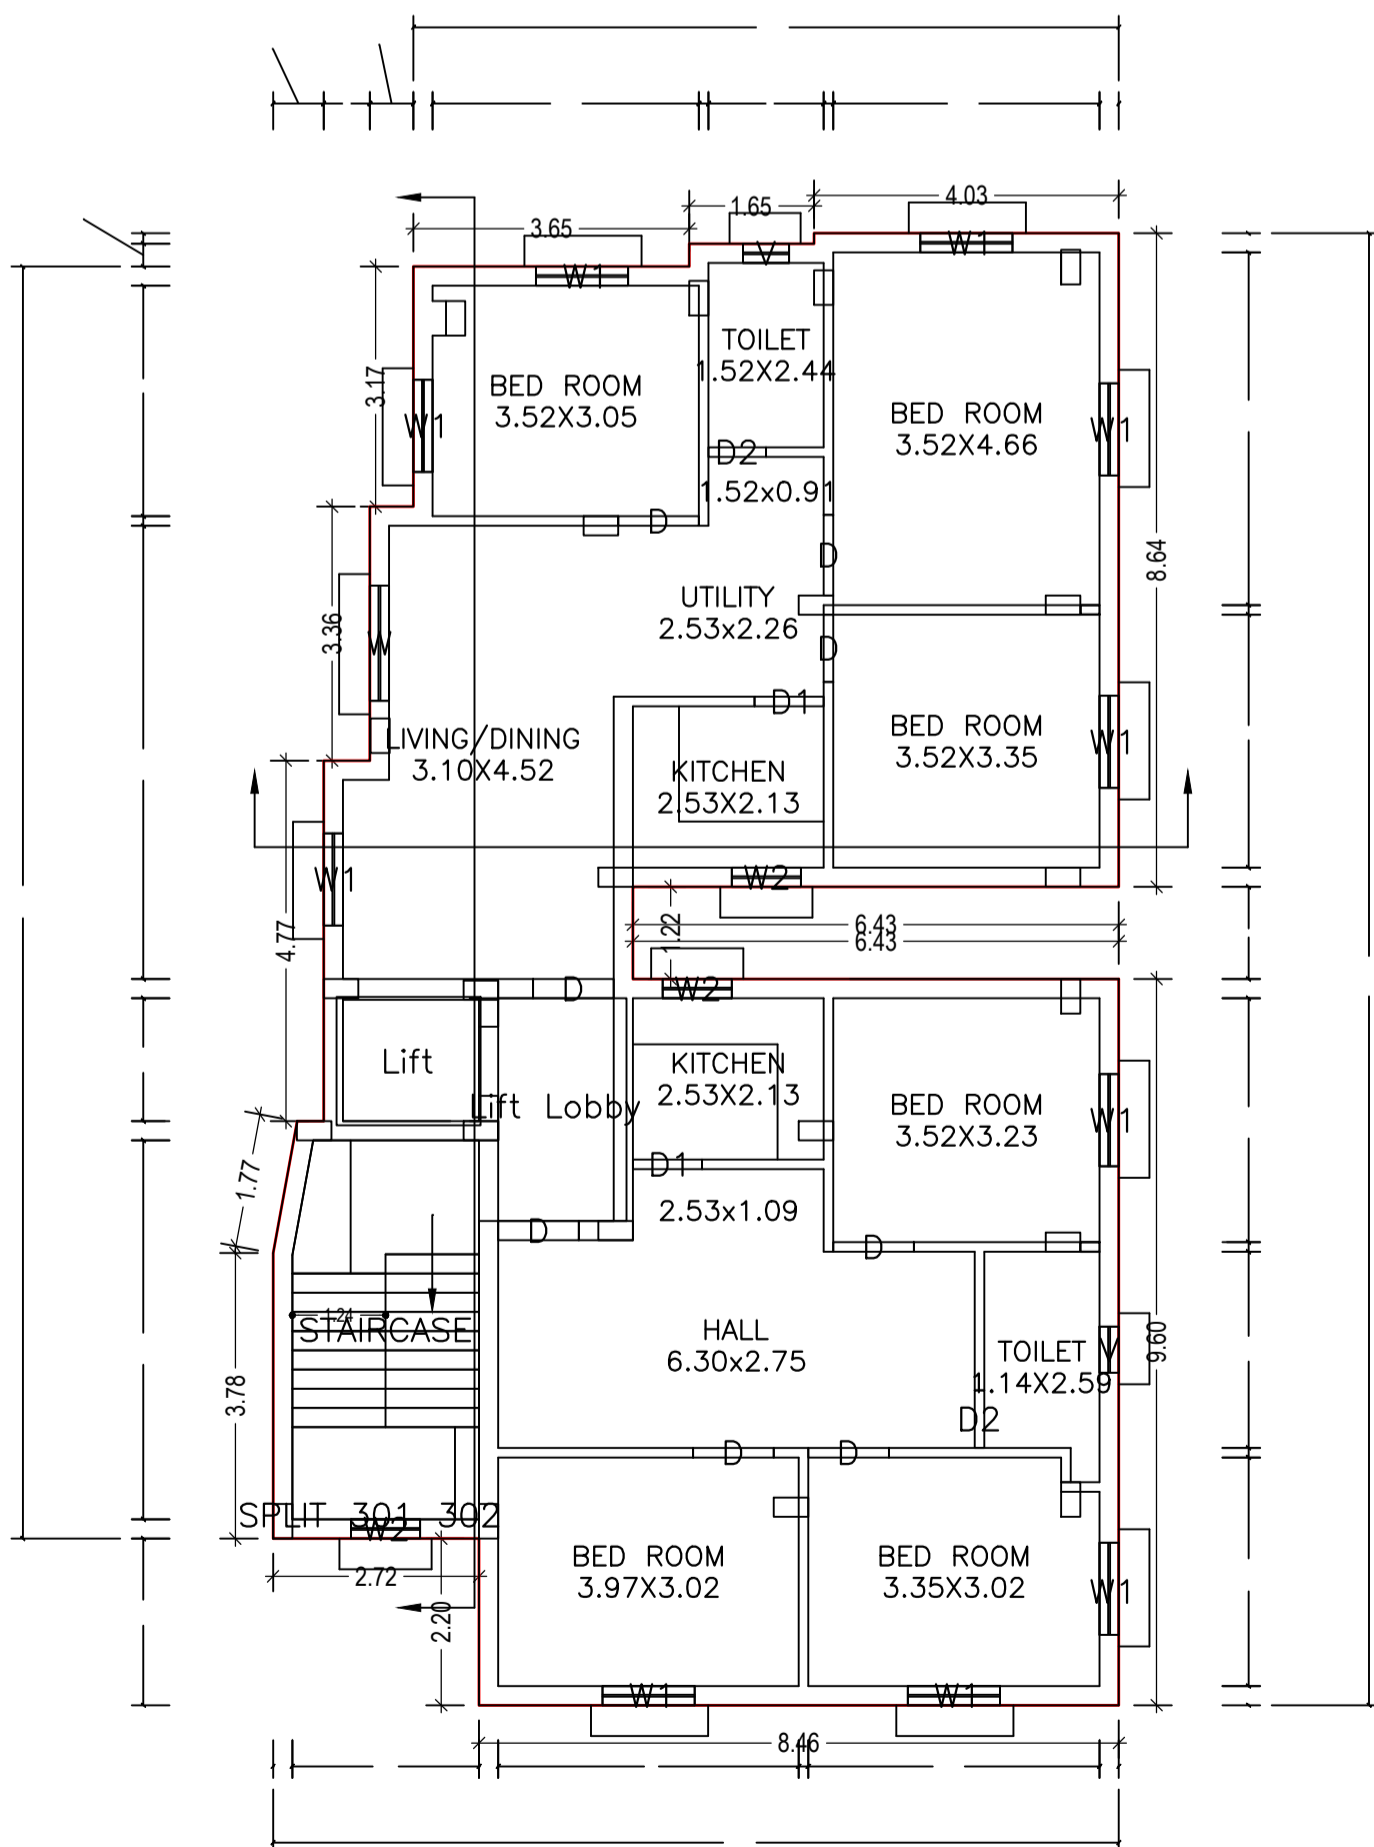 4.03
1.65
3.65
W1
V
W1
TOILET
1.52X2.44
BED ROOM
3.52X3.05
3.17
W1
BED ROOM
3.52X4.66
W1
D2
1.52x0.91
D
D
8.64
UTILITY
2.53x2.26
3.36
W
D
D1
BED ROOM
3.52X3.35
W1
LIVING/DINING
3.10X4.52
KITCHEN
2.53X2.13
W1
W2
4.77
1.22
6.43
6.43
D
W2
Lift
KITCHEN
2.53X2.13
Lift Lobby
BED ROOM
3.52X3.23
W1
1.77
D1
2.53x1.09
D
D
1.24
STAIRCASE
HALL
6.30x2.75
TOILET
1.14X2.59
V
9.60
3.78
D2
D
D
SPLIT 301, 302
W2
BED ROOM
3.97X3.02
BED ROOM
3.35X3.02
W1
2.72
2.20
W1
W1
8.46